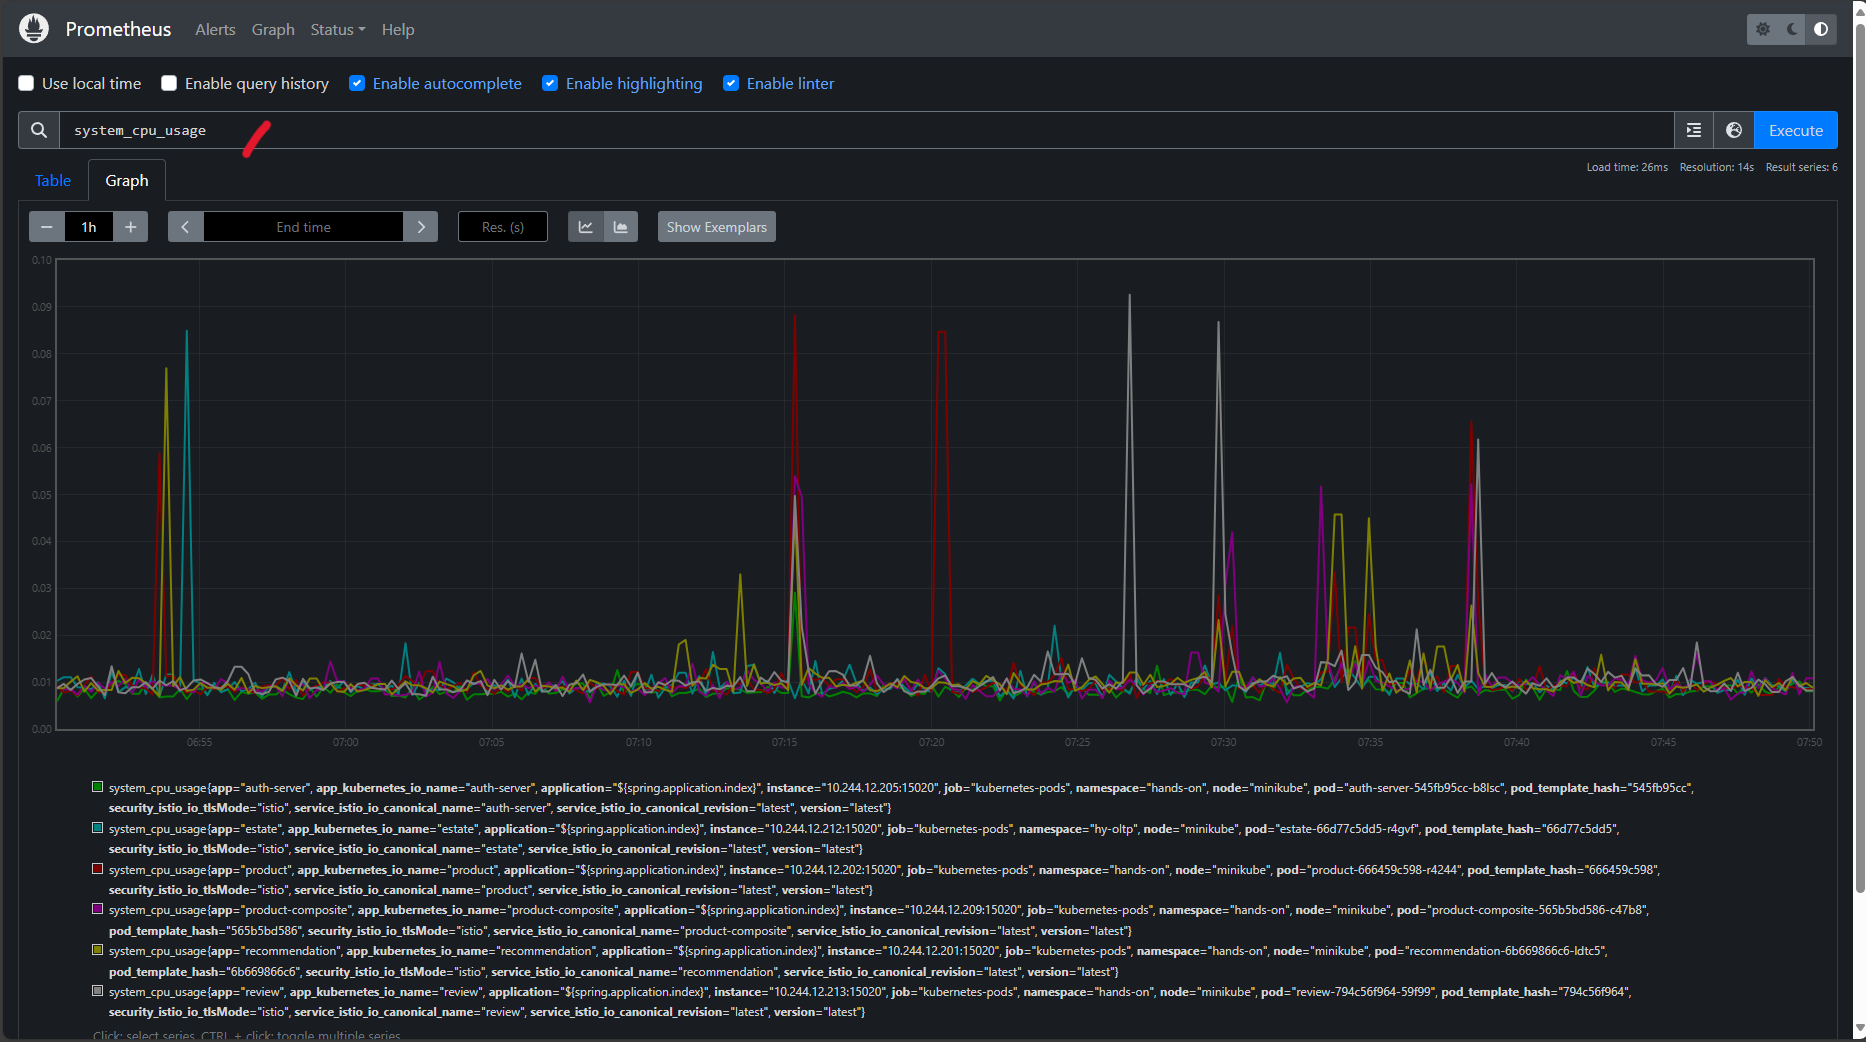 Prometheus Alerts Graph Status Help
Use local time Enable query history Enable autocomplete Enable highlighting Enable linter
system_cpu_usage Execute
Load time: 26ms Resolution: 14s Result series: 6
Table Graph
1h End time Res. (s) Show Exemplars
0.10
0.09
0.08
0.07
0.06
0.05
0.04
0.03
0.02
0.01
0.00
06:55 07:00 07:05 07:10 07:15 07:20 07:25 07:30 07:35 07:40 07:45 07:50
system_cpu_usage{app="auth-server", app_kubernetes_io_name="auth-server", application="${spring.application.index}", instance="10.244.12.205:15020", job="kubernetes-pods", namespace="hands-on", node="minikube", pod="auth-server-545fb95cc-b8lsc", pod_template_hash="545fb95cc",
security_istio_io_tlsMode="istio", service_istio_io_canonical_name="auth-server", service_istio_io_canonical_revision="latest", version="latest"}
system_cpu_usage{app="estate", app_kubernetes_io_name="estate", application="${spring.application.index}", instance="10.244.12.212:15020", job="kubernetes-pods", namespace="hy-oltp", node="minikube", pod="estate-66d77c5dd5-r4gvf", pod_template_hash="66d77c5dd5",
security_istio_io_tlsMode="istio", service_istio_io_canonical_name="estate", service_istio_io_canonical_revision="latest", version="latest"}
system_cpu_usage{app="product", app_kubernetes_io_name="product", application="${spring.application.index}", instance="10.244.12.202:15020", job="kubernetes-pods", namespace="hands-on", node="minikube", pod="product-666459c598-r4244", pod_template_hash="666459c598",
security_istio_io_tlsMode="istio", service_istio_io_canonical_name="product", service_istio_io_canonical_revision="latest", version="latest"}
system_cpu_usage{app="product-composite", app_kubernetes_io_name="product-composite", application="${spring.application.index}", instance="10.244.12.209:15020", job="kubernetes-pods", namespace="hands-on", node="minikube", pod="product-composite-565b5bd586-c47b8",
pod_template_hash="565b5bd586", security_istio_io_tlsMode="istio", service_istio_io_canonical_name="product-composite", service_istio_io_canonical_revision="latest", version="latest"}
system_cpu_usage{app="recommendation", app_kubernetes_io_name="recommendation", application="${spring.application.index}", instance="10.244.12.201:15020", job="kubernetes-pods", namespace="hands-on", node="minikube", pod="recommendation-6b669866c6-ldtc5",
pod_template_hash="6b669866c6", security_istio_io_tlsMode="istio", service_istio_io_canonical_name="recommendation", service_istio_io_canonical_revision="latest", version="latest"}
system_cpu_usage{app="review", app_kubernetes_io_name="review", application="${spring.application.index}", instance="10.244.12.213:15020", job="kubernetes-pods", namespace="hands-on", node="minikube", pod="review-794c56f964-59f99", pod_template_hash="794c56f964",
security_istio_io_tlsMode="istio", service_istio_io_canonical_name="review", service_istio_io_canonical_revision="latest", version="latest"}
Click: select series, CTRL + click: toggle multiple series